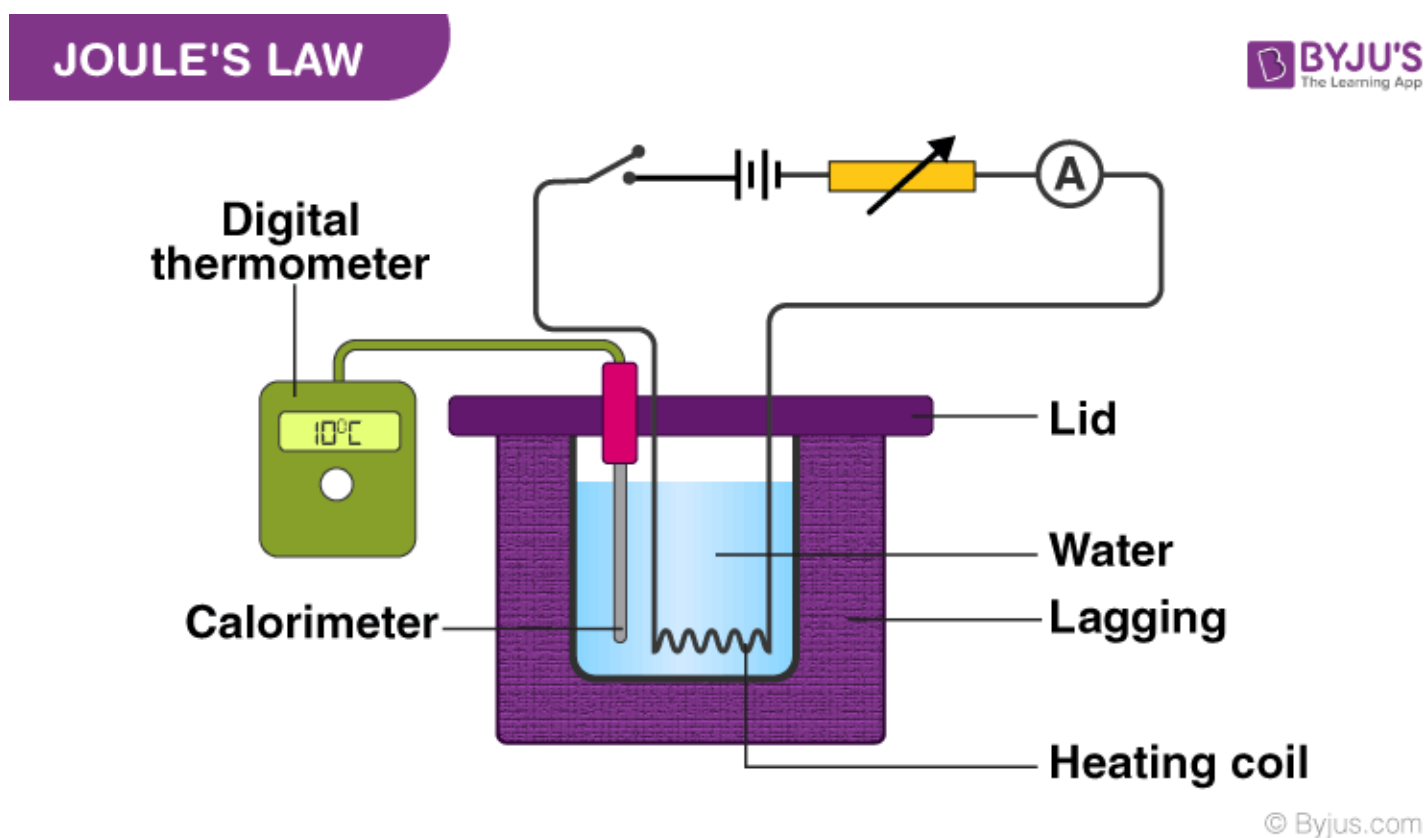 JOULE'S LAW
BYJU'S
The Learning App
A
Digital
thermometer
10°C
Lid
Water
Calorimeter
Lagging
Heating coil
© Byjus.com